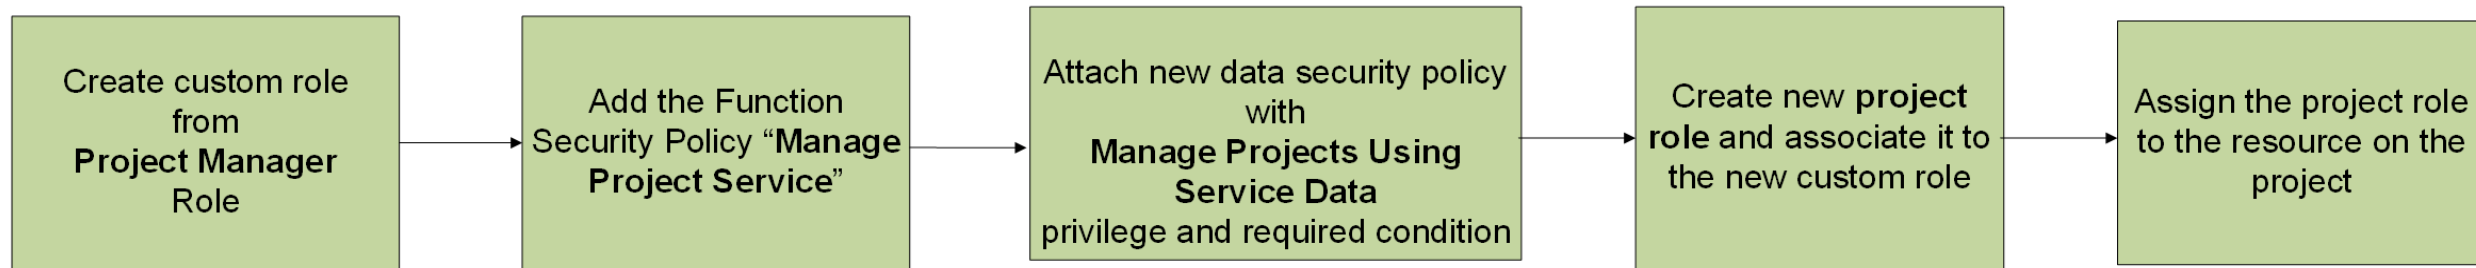 Create custom role
from
Project Manager
Role
Add the Function
Security Policy “Manage
Project Service”
Attach new data security policy
with
Manage Projects Using
Service Data
privilege and required condition
Create new project
role and associate it to
the new custom role
Assign the project role
to the resource on the
project